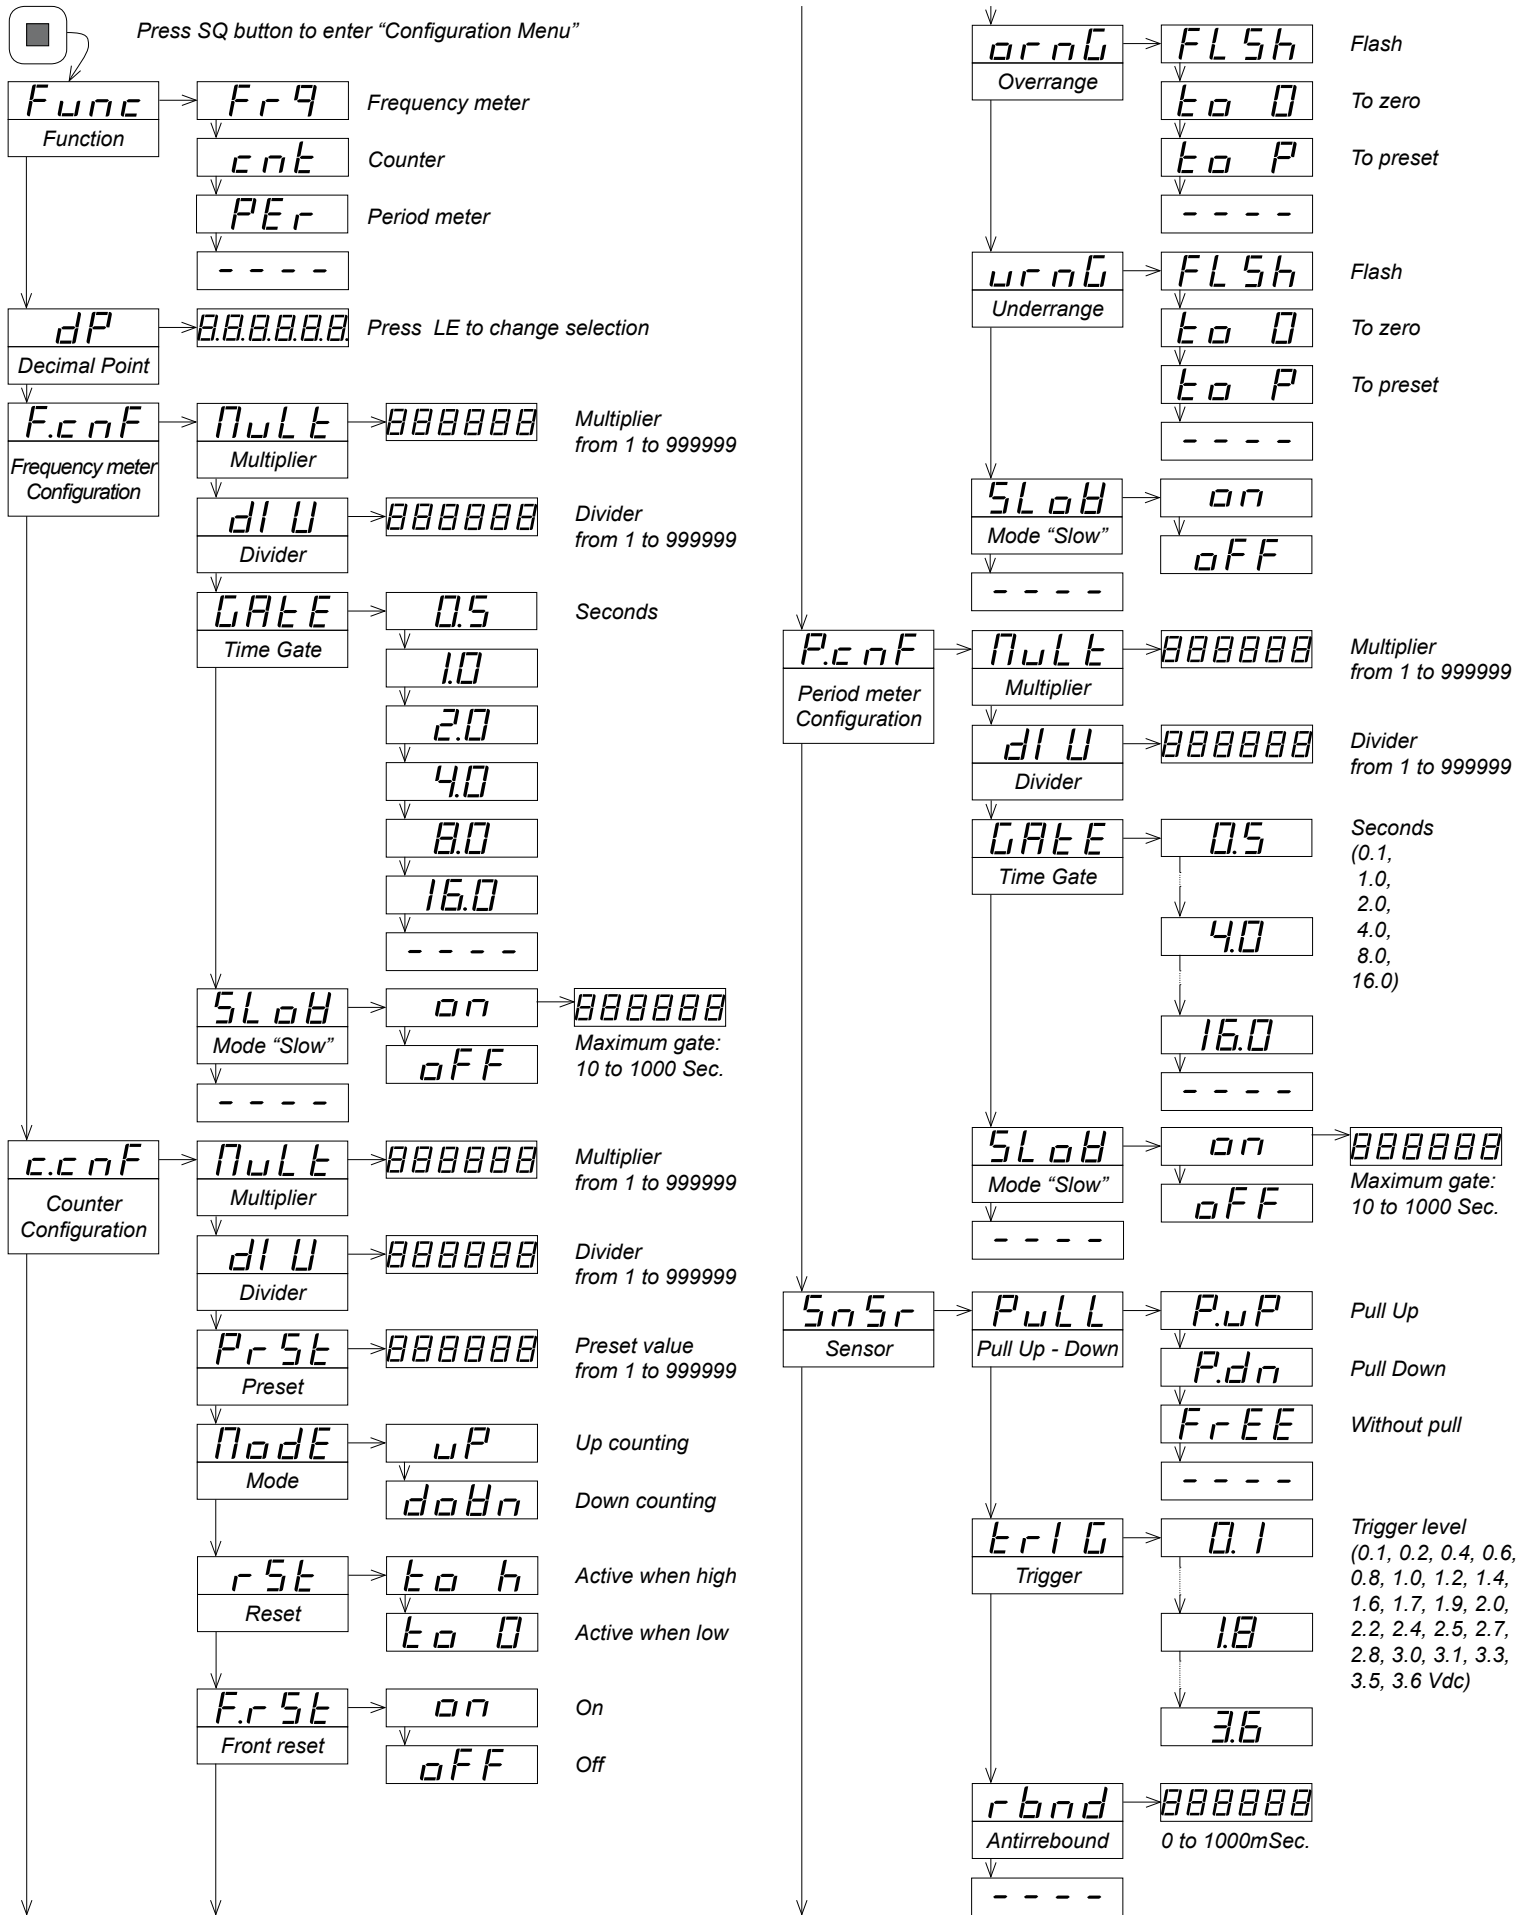 Press SQ button to enter “Configuration Menu”
Func
Function
Frq
Frequency meter
cnt
Counter
PEr
Period meter
- - - -
dP
Decimal Point
8.8.8.8.8.8.
Press LE to change selection
F.cnF
Frequency meter
Configuration
MuLt
Multiplier
888888
Multiplier
from 1 to 999999
dIU
Divider
888888
Divider
from 1 to 999999
GAtE
Time Gate
0.5
Seconds
1.0
2.0
4.0
8.0
16.0
- - - -
SLoW
Mode “Slow”
on
888888
Maximum gate:
10 to 1000 Sec.
oFF
- - - -
c.cnF
Counter
Configuration
MuLt
Multiplier
888888
Multiplier
from 1 to 999999
dIU
Divider
888888
Divider
from 1 to 999999
PrSt
Preset
888888
Preset value
from 1 to 999999
ModE
Mode
uP
Up counting
doWn
Down counting
rSt
Reset
to h
Active when high
to 0
Active when low
F.rSt
Front reset
on
On
oFF
Off
ornG
Overrange
FLSh
Flash
to 0
To zero
to P
To preset
- - - -
urnG
Underrange
FLSh
Flash
to 0
To zero
to P
To preset
- - - -
SLoW
Mode “Slow”
on
oFF
- - - -
P.cnF
Period meter
Configuration
MuLt
Multiplier
888888
Multiplier
from 1 to 999999
dIU
Divider
888888
Divider
from 1 to 999999
GAtE
Time Gate
0.5
4.0
16.0
- - - -
Seconds
(0.1,
1.0,
2.0,
4.0,
8.0,
16.0)
SLoW
Mode “Slow”
on
888888
Maximum gate:
10 to 1000 Sec.
oFF
- - - -
SnSr
Sensor
PuLL
Pull Up - Down
P.uP
Pull Up
P.dn
Pull Down
FrEE
Without pull
- - - -
trIG
Trigger
0.1
1.8
3.6
Trigger level
(0.1, 0.2, 0.4, 0.6,
0.8, 1.0, 1.2, 1.4,
1.6, 1.7, 1.9, 2.0,
2.2, 2.4, 2.5, 2.7,
2.8, 3.0, 3.1, 3.3,
3.5, 3.6 Vdc)
rbnd
Antirrebound
888888
0 to 1000mSec.
- - - -